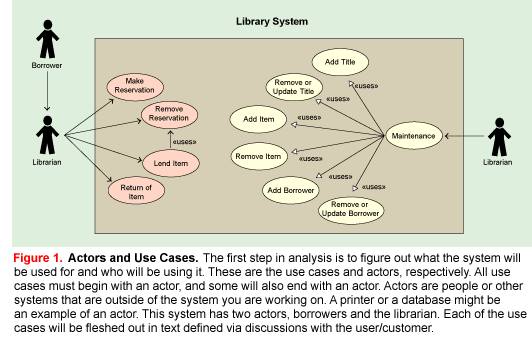 Library System
Borrower
Librarian
Make
Reservation
Remove
Reservation
«uses»
Lend Item
Return of
Item
Add Title
Remove or
Update Title
«uses»
«uses»
Add Item
«uses»
Remove Item
«uses»
Add Borrower
«uses»
Remove or
Update Borrower
«uses»
Maintenance
Librarian
Figure 1. Actors and Use Cases. The first step in analysis is to figure out what the system will
be used for and who will be using it. These are the use cases and actors, respectively. All use
cases must begin with an actor, and some will also end with an actor. Actors are people or other
systems that are outside of the system you are working on. A printer or a database might be
an example of an actor. This system has two actors, borrowers and the librarian. Each of the use
cases will be fleshed out in text defined via discussions with the user/customer.